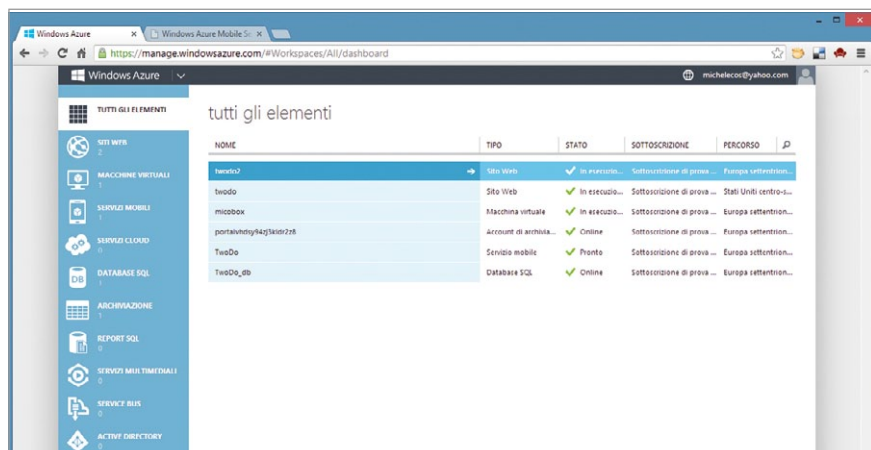 Windows Azure
Windows Azure Mobile Se
https://manage.windowsazure.com/#Workspaces/All/dashboard
Windows Azure
michelecos@yahoo.com
TUTTI GLI ELEMENTI
SITI WEB
2
MACCHINE VIRTUALI
1
SERVIZI MOBILI
1
SERVIZI CLOUD
0
DATABASE SQL
1
ARCHIVIAZIONE
1
REPORT SQL
0
SERVIZI MULTIMEDIALI
0
SERVICE BUS
0
ACTIVE DIRECTORY
0
tutti gli elementi
NOME TIPO STATO SOTTOSCRIZIONE PERCORSO
twodo2 Sito Web In esecuzio... Sottoscrizione di prova ... Europa settentrion...
twodo Sito Web In esecuzio... Sottoscrizione di prova ... Stati Uniti centro-s...
micobox Macchina virtuale In esecuzio... Sottoscrizione di prova ... Europa settentrion...
Account di archivia... Online Sottoscrizione di prova ... Europa settentrion...
TwoDo Servizio mobile Pronto Sottoscrizione di prova ... Europa settentrion...
TwoDo_db Database SQL Online Sottoscrizione di prova ... Europa settentrion...
DB